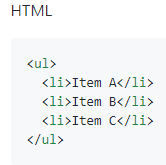 HTML
<ul>
  <li>Item A</li>
  <li>Item B</li>
  <li>Item C</li>
</ul>